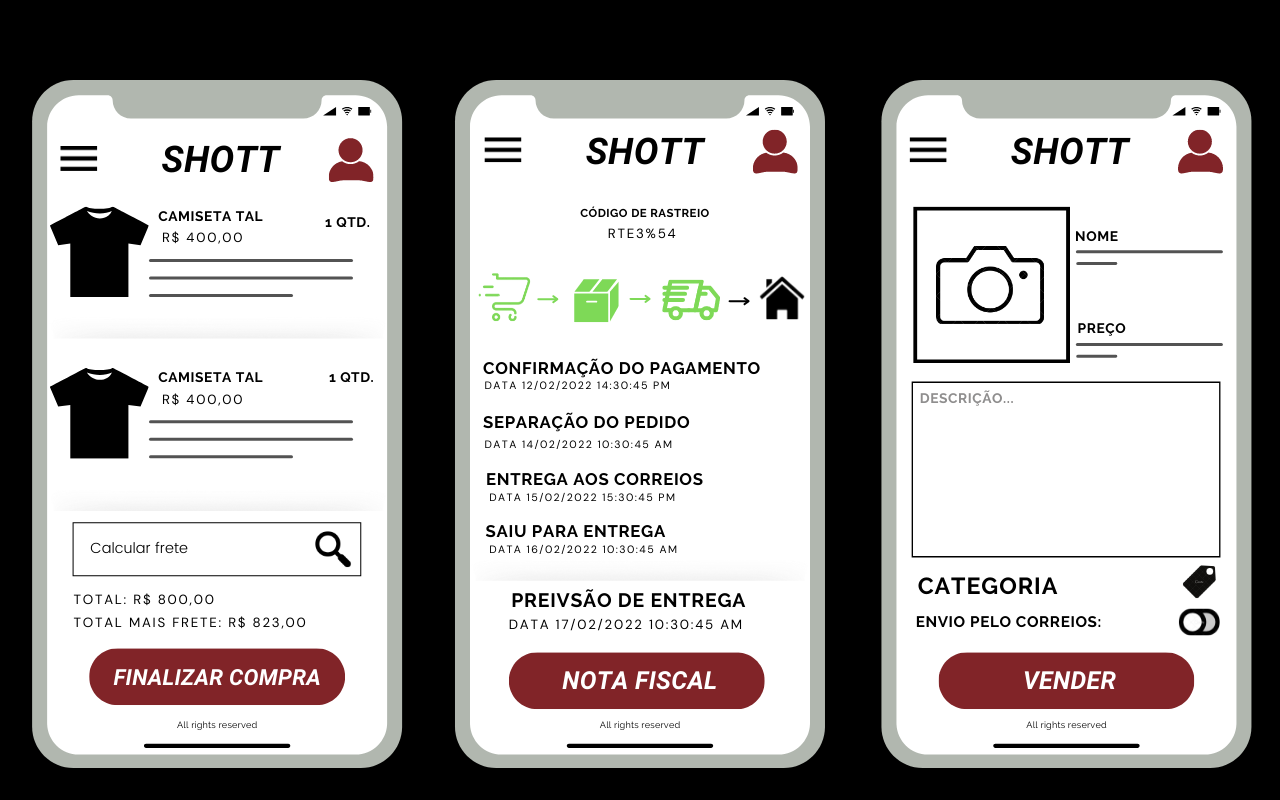 SHOTT
CAMISETA TAL
1 QTD.
R$ 400,00
CAMISETA TAL
1 QTD.
R$ 400,00
Calcular frete
TOTAL: R$ 800,00
TOTAL MAIS FRETE: R$ 823,00
FINALIZAR COMPRA
All rights reserved
SHOTT
CÓDIGO DE RASTREIO
RTE3%54
CONFIRMAÇÃO DO PAGAMENTO
DATA 12/02/2022 14:30:45 PM
SEPARAÇÃO DO PEDIDO
DATA 14/02/2022 10:30:45 AM
ENTREGA AOS CORREIOS
DATA 15/02/2022 15:30:45 PM
SAIU PARA ENTREGA
DATA 16/02/2022 10:30:45 AM
PREIVSÃO DE ENTREGA
DATA 17/02/2022 10:30:45 AM
NOTA FISCAL
All rights reserved
SHOTT
NOME
PREÇO
DESCRIÇÃO...
CATEGORIA
ENVIO PELO CORREIOS:
VENDER
All rights reserved